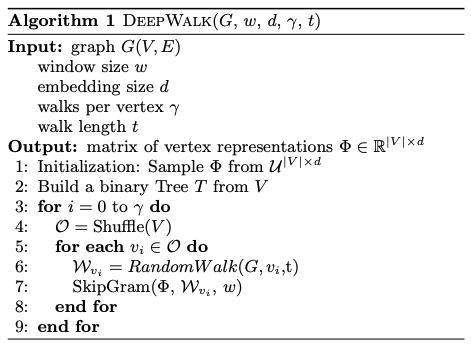 Algorithm 1 DEEPWALK(G, w, d, γ, t)
Input: graph G(V, E)
window size w
embedding size d
walks per vertex γ
walk length t
Output: matrix of vertex representations Φ ∈ ℝ^{|V|×d}
1: Initialization: Sample Φ from 𝒰^{|V|×d}
2: Build a binary Tree T from V
3: for i = 0 to γ do
4: 𝒪 = Shuffle(V)
5: for each v_i ∈ 𝒪 do
6: 𝒲_{v_i} = RandomWalk(G, v_i,t)
7: SkipGram(Φ, 𝒲_{v_i}, w)
8: end for
9: end for